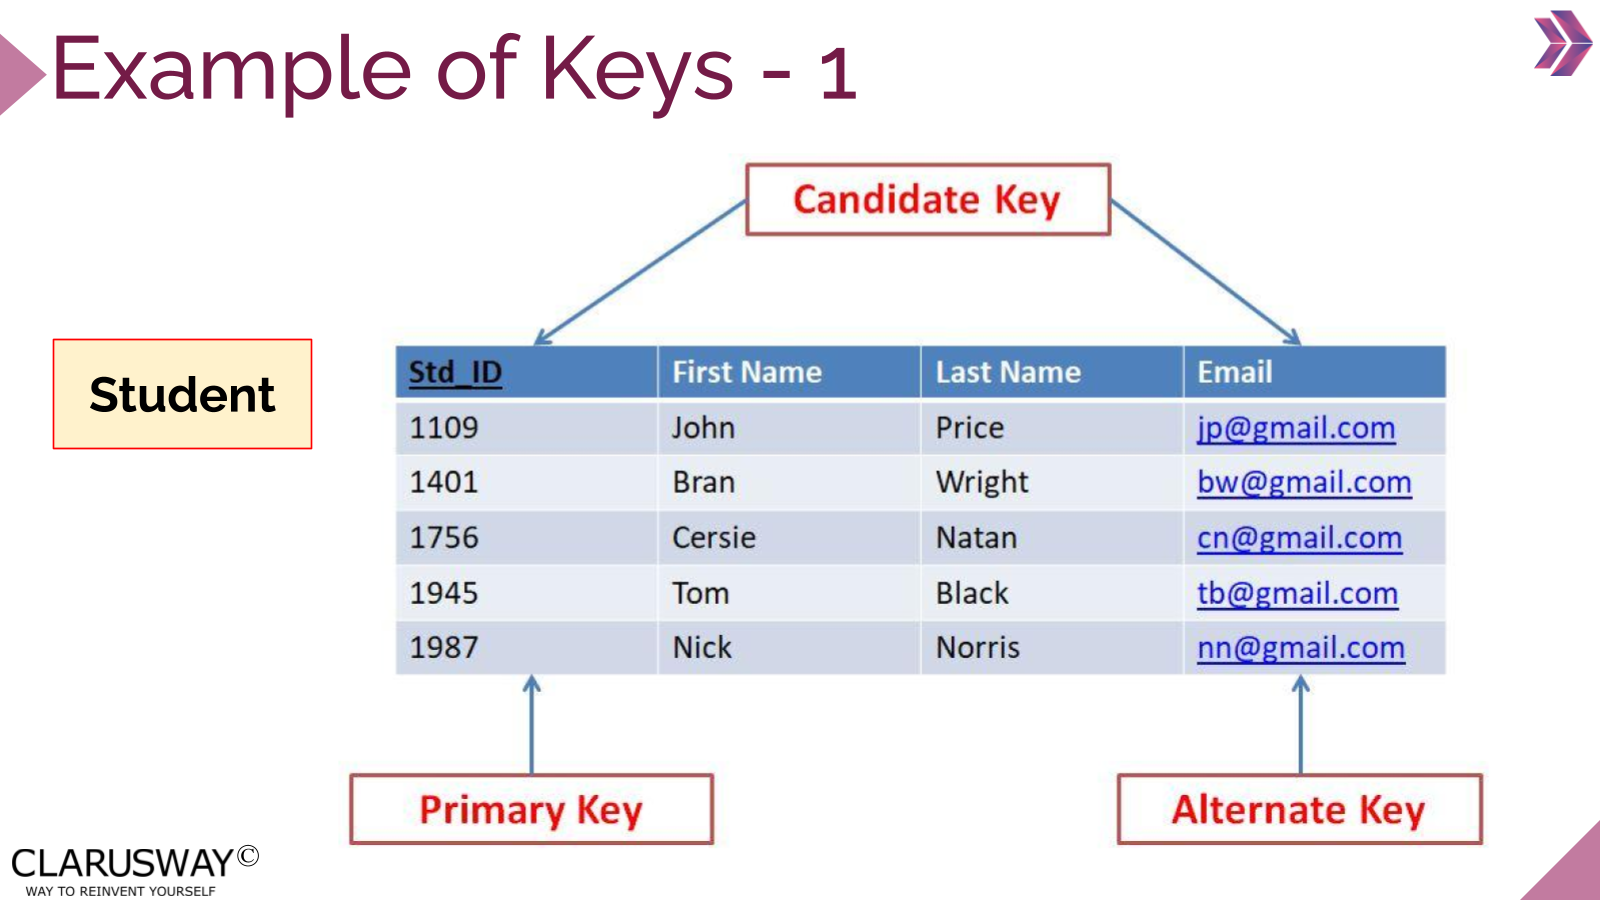 Example of Keys - 1
Candidate Key
Student
Std_ID First Name Last Name Email
1109 John Price jp@gmail.com
1401 Bran Wright bw@gmail.com
1756 Cersie Natan cn@gmail.com
1945 Tom Black tb@gmail.com
1987 Nick Norris nn@gmail.com
Primary Key Alternate Key
CLARUSWAY©
WAY TO REINVENT YOURSELF